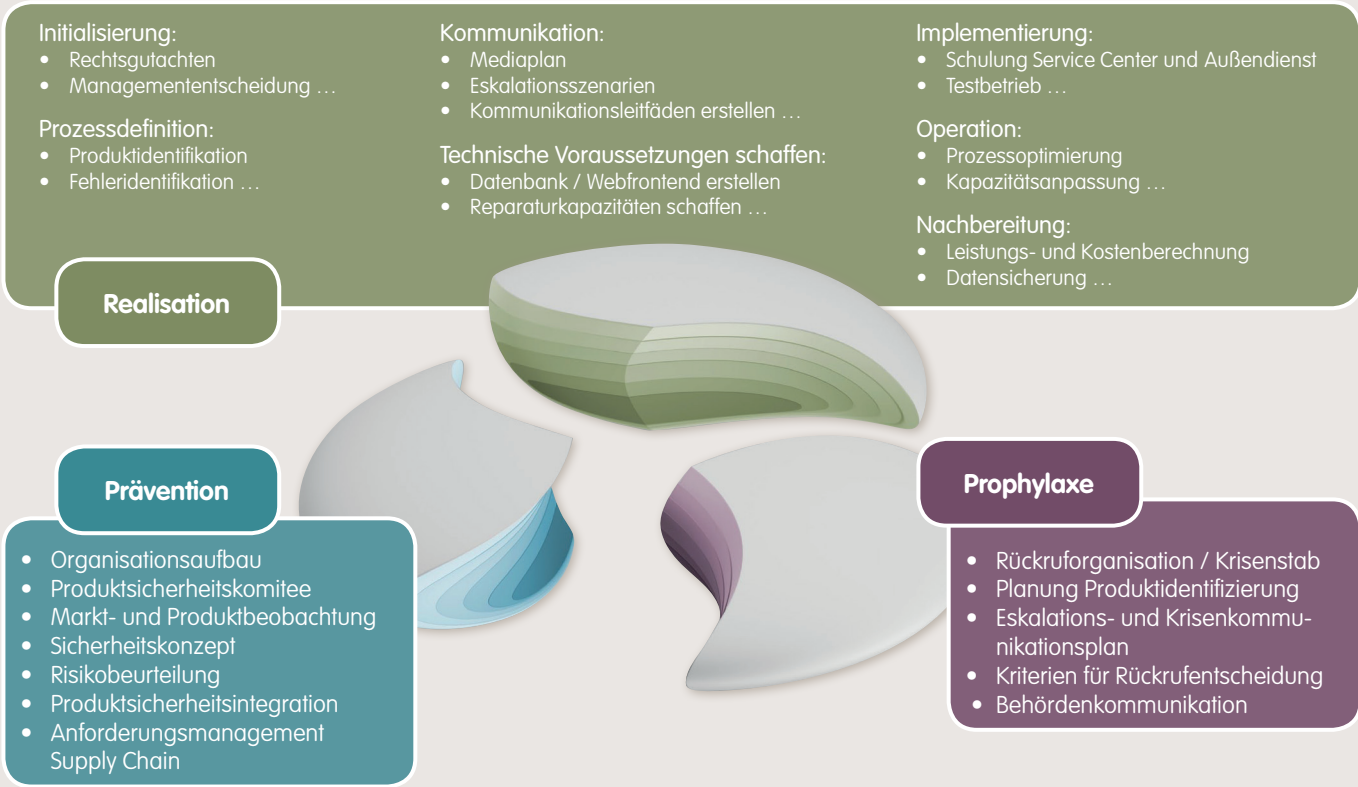 Initialisierung:
• Rechtsgutachten
• Managemententscheidung …
Prozessdefinition:
• Produktidentifikation
• Fehleridentifikation …
Kommunikation:
• Mediaplan
• Eskalationsszenarien
• Kommunikationsleitfäden erstellen …
Technische Voraussetzungen schaffen:
• Datenbank / Webfrontend erstellen
• Reparaturkapazitäten schaffen …
Implementierung:
• Schulung Service Center und Außendienst
• Testbetrieb …
Operation:
• Prozessoptimierung
• Kapazitätsanpassung …
Nachbereitung:
• Leistungs- und Kostenberechnung
• Datensicherung …
Realisation
Prävention
• Organisationsaufbau
• Produktsicherheitskomitee
• Markt- und Produktbeobachtung
• Sicherheitskonzept
• Risikobeurteilung
• Produktsicherheitsintegration
• Anforderungsmanagement
Supply Chain
Prophylaxe
• Rückruforganisation / Krisenstab
• Planung Produktidentifizierung
• Eskalations- und Krisenkommu-
nikationsplan
• Kriterien für Rückrufentscheidung
• Behördenkommunikation